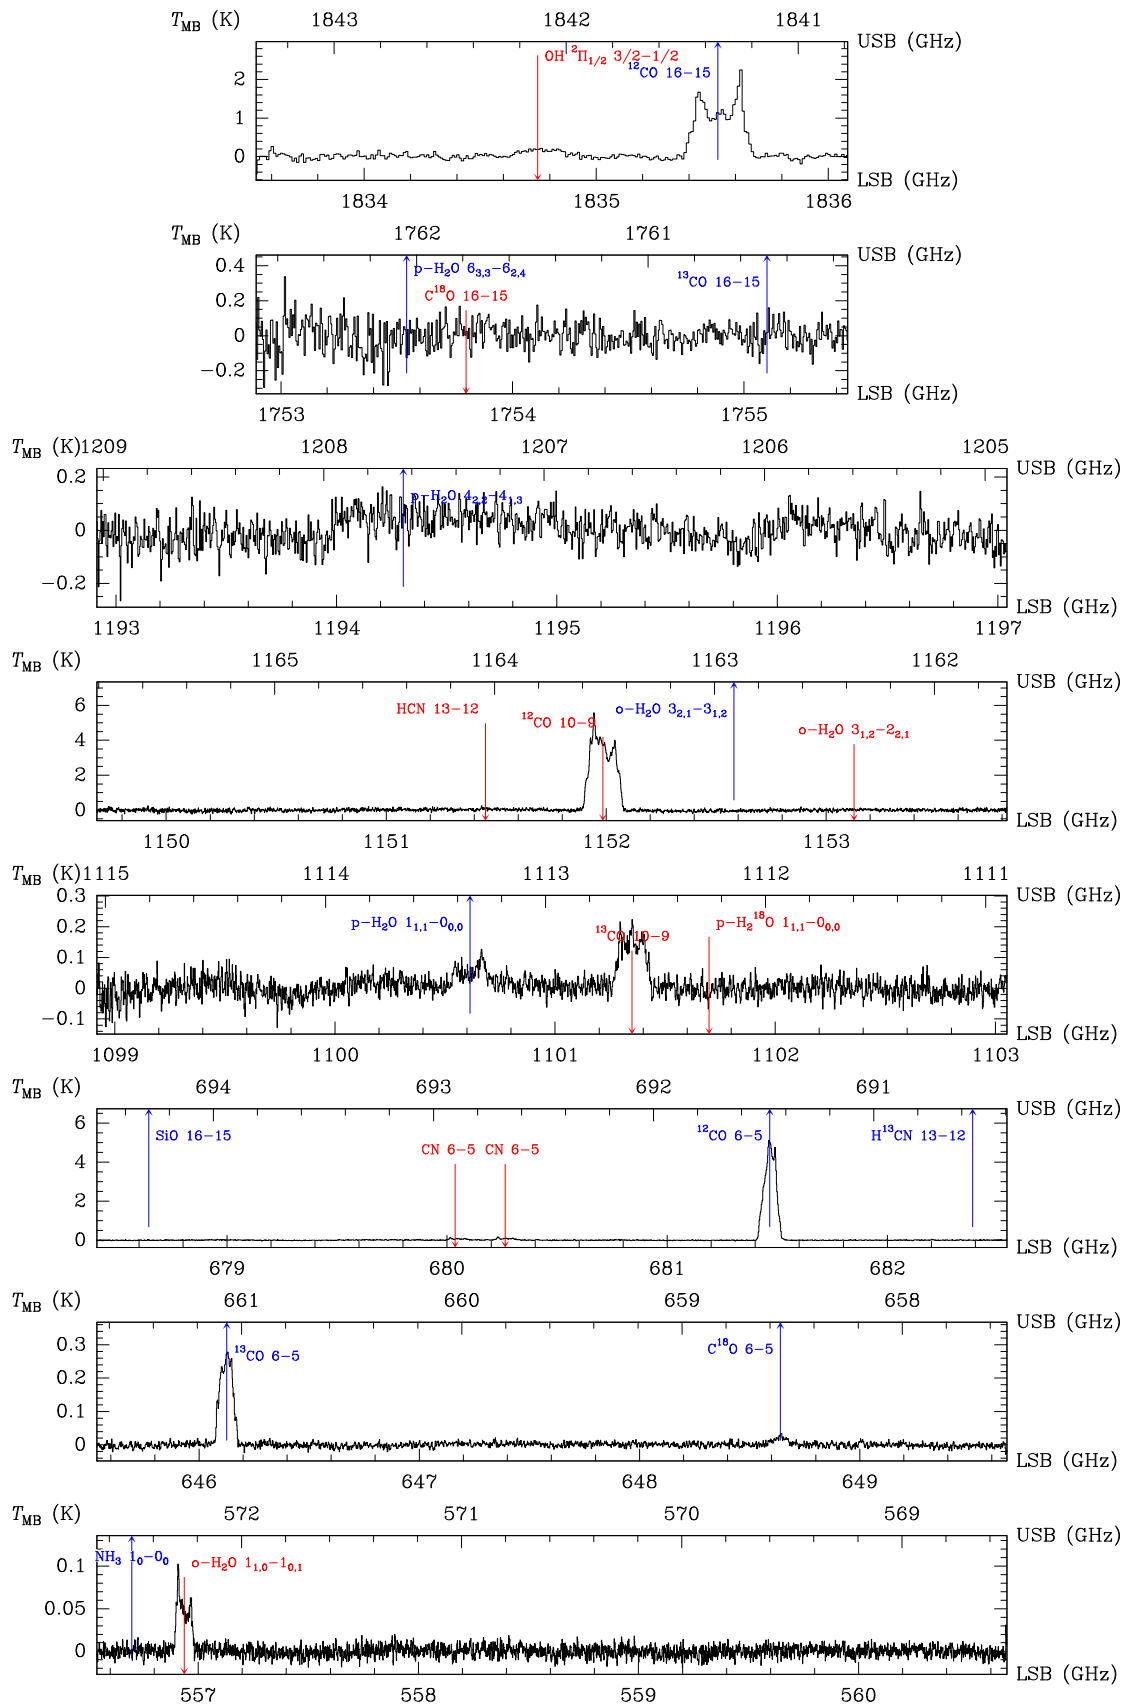 T_MB (K) 1843 1842 1841 USB (GHz)
OH ²Π₁/₂ 3/2−1/2
¹²CO 16−15
2
1
0
1834 1835 1836 LSB (GHz)
T_MB (K) 1762 1761 USB (GHz)
0.4
p−H₂O 6₃,₃−6₂,₄
¹³CO 16−15
C¹⁸O 16−15
0.2
0
−0.2
1753 1754 1755 LSB (GHz)
T_MB (K) 1209 1208 1207 1206 1205 USB (GHz)
0.2
p−H₂O 4₂,₂−4₁,₃
0
−0.2
1193 1194 1195 1196 1197 LSB (GHz)
T_MB (K) 1165 1164 1163 1162 USB (GHz)
6
HCN 13−12
¹²CO 10−9
o−H₂O 3₂,₁−3₁,₂
o−H₂O 3₁,₂−2₂,₁
4
2
0
1150 1151 1152 1153 LSB (GHz)
T_MB (K) 1115 1114 1113 1112 1111 USB (GHz)
0.3
p−H₂O 1₁,₁−0₀,₀
¹³CO 10−9
p−H₂¹⁸O 1₁,₁−0₀,₀
0.2
0.1
0
−0.1
1099 1100 1101 1102 1103 LSB (GHz)
T_MB (K) 694 693 692 691 USB (GHz)
6
SiO 16−15
CN 6−5 CN 6−5
¹²CO 6−5
H¹³CN 13−12
4
2
0
679 680 681 682 LSB (GHz)
T_MB (K) 661 660 659 658 USB (GHz)
0.3
¹³CO 6−5
C¹⁸O 6−5
0.2
0.1
0
646 647 648 649 LSB (GHz)
T_MB (K) 572 571 570 569 USB (GHz)
NH₃ 1₀−0₀
o−H₂O 1₁,₀−1₀,₁
0.1
0.05
0
557 558 559 560 LSB (GHz)